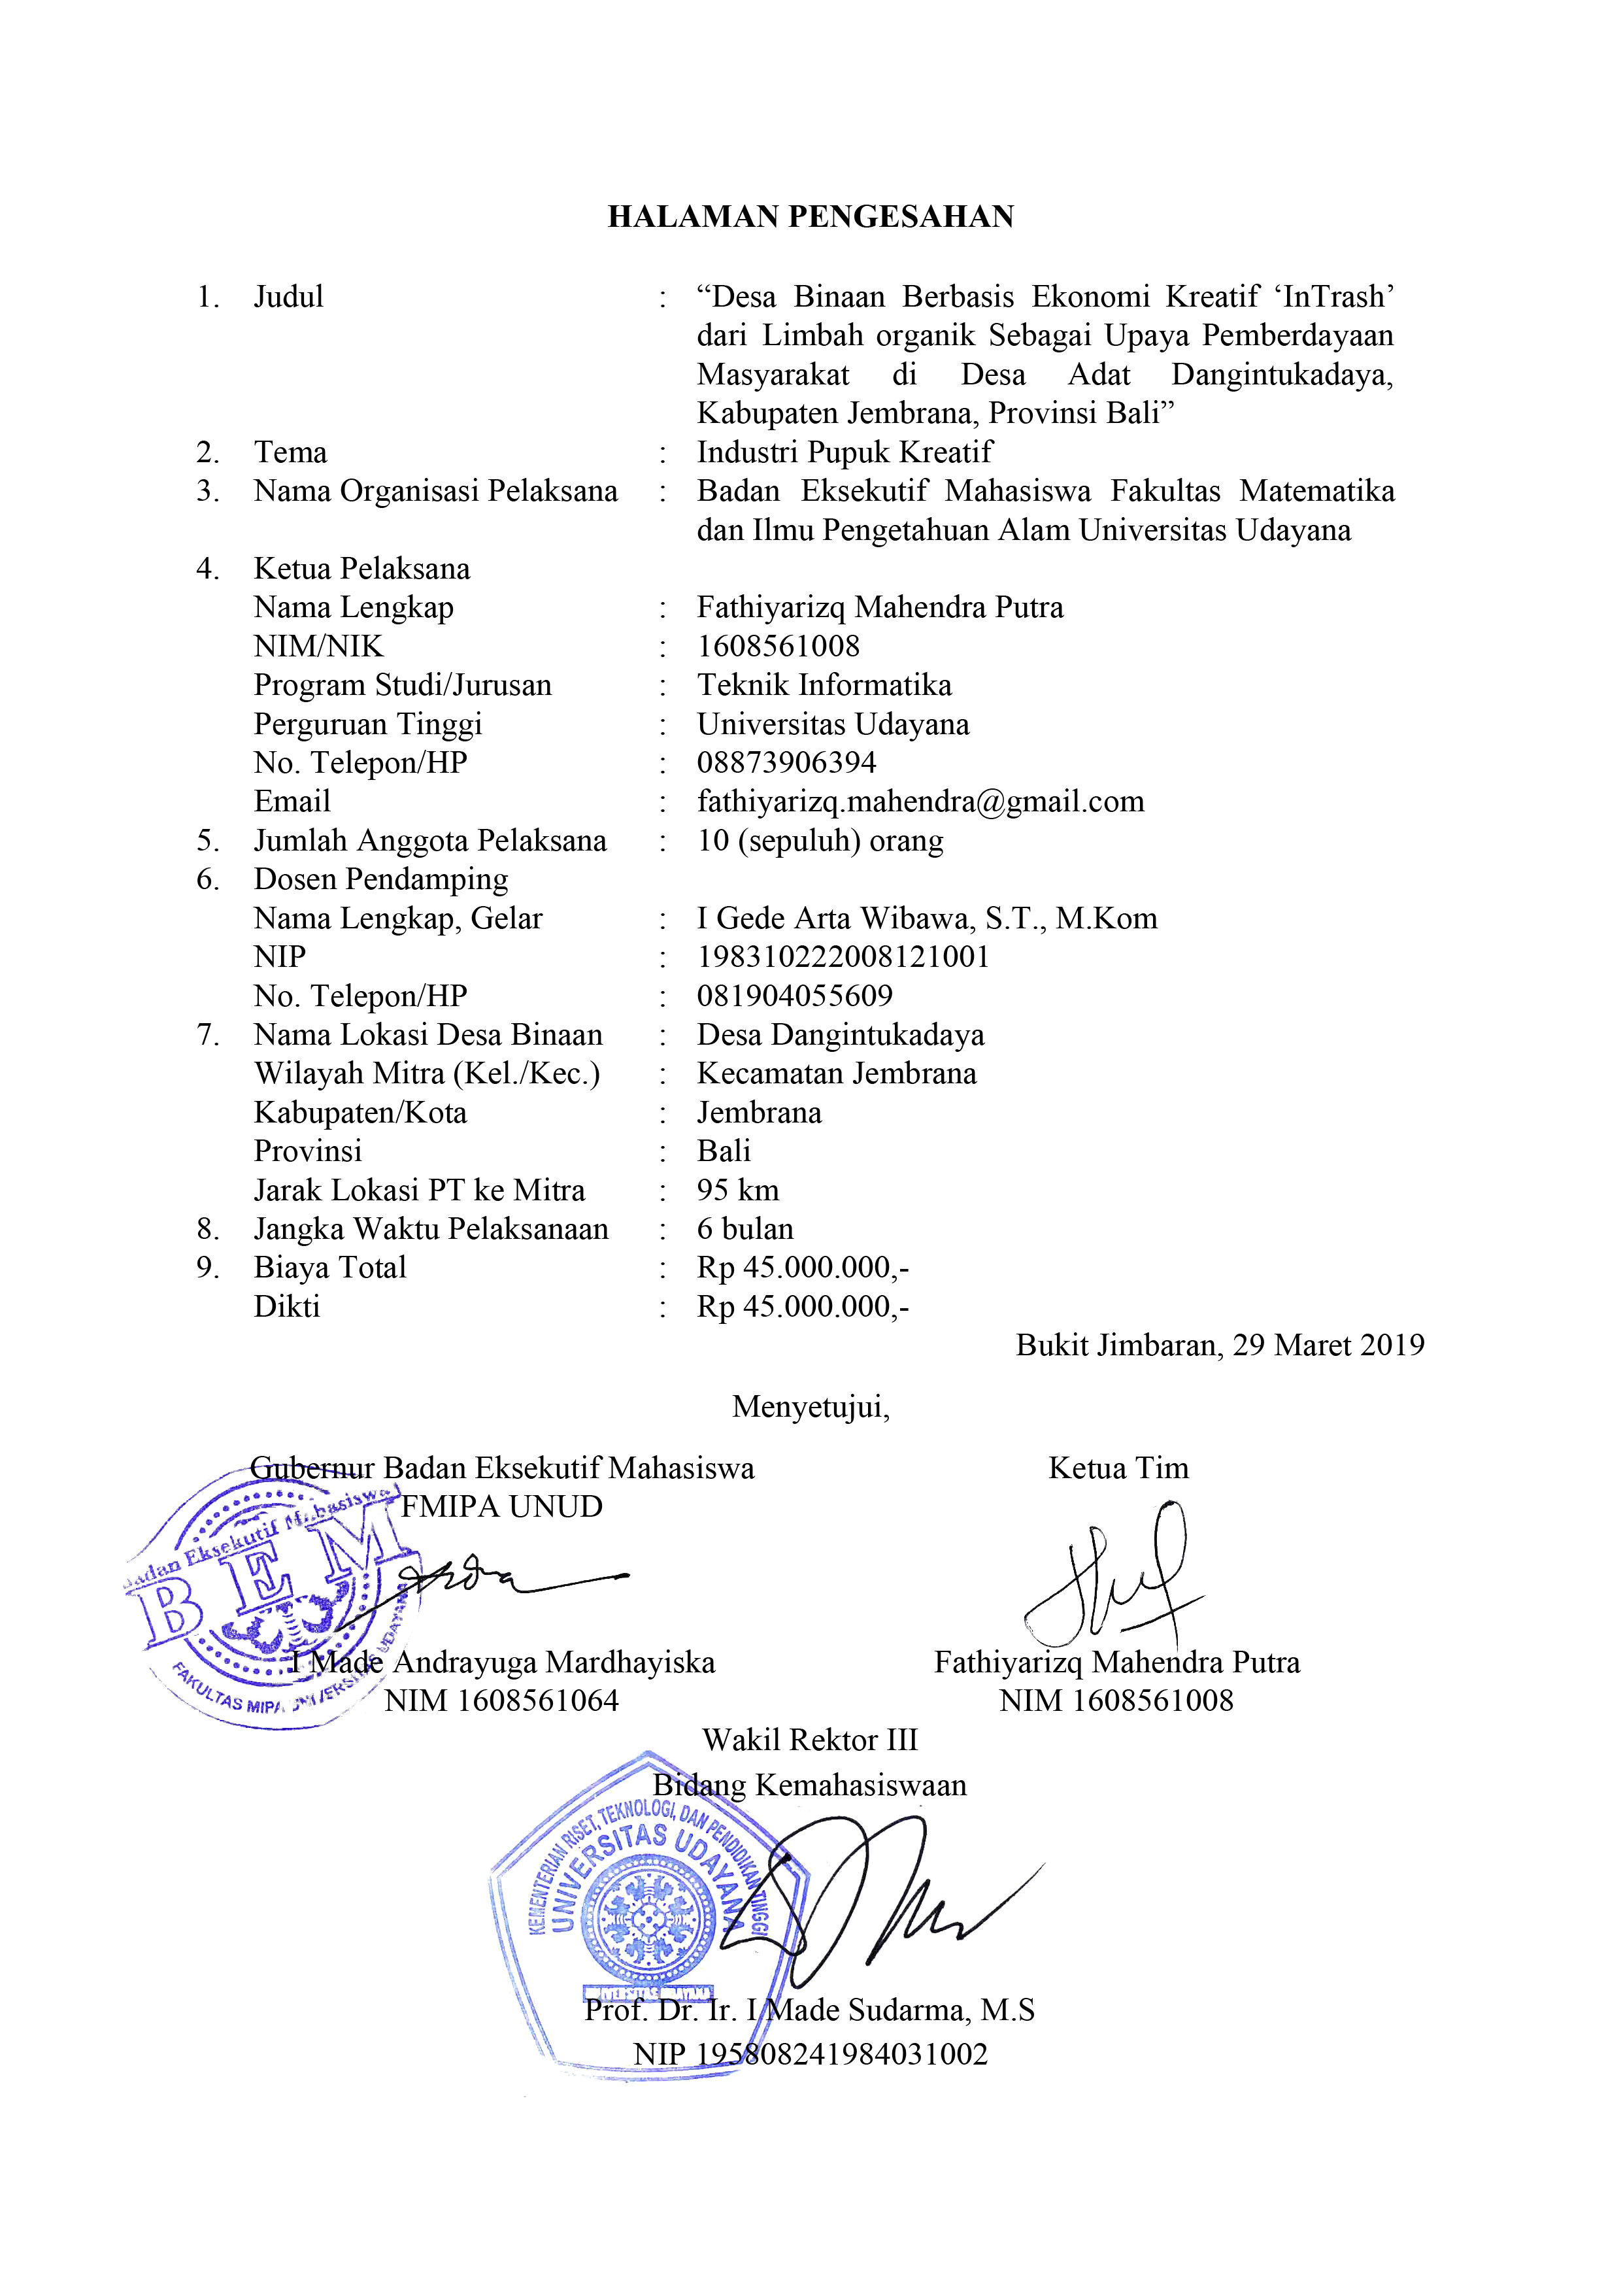 HALAMAN PENGESAHAN
1. Judul : “Desa Binaan Berbasis Ekonomi Kreatif ‘InTrash’
dari Limbah organik Sebagai Upaya Pemberdayaan
Masyarakat di Desa Adat Dangintukadaya,
Kabupaten Jembrana, Provinsi Bali”
2. Tema : Industri Pupuk Kreatif
3. Nama Organisasi Pelaksana : Badan Eksekutif Mahasiswa Fakultas Matematika
dan Ilmu Pengetahuan Alam Universitas Udayana
4. Ketua Pelaksana
Nama Lengkap : Fathiyarizq Mahendra Putra
NIM/NIK : 1608561008
Program Studi/Jurusan : Teknik Informatika
Perguruan Tinggi : Universitas Udayana
No. Telepon/HP : 08873906394
Email : fathiyarizq.mahendra@gmail.com
5. Jumlah Anggota Pelaksana : 10 (sepuluh) orang
6. Dosen Pendamping
Nama Lengkap, Gelar : I Gede Arta Wibawa, S.T., M.Kom
NIP : 198310222008121001
No. Telepon/HP : 081904055609
7. Nama Lokasi Desa Binaan : Desa Dangintukadaya
Wilayah Mitra (Kel./Kec.) : Kecamatan Jembrana
Kabupaten/Kota : Jembrana
Provinsi : Bali
Jarak Lokasi PT ke Mitra : 95 km
8. Jangka Waktu Pelaksanaan : 6 bulan
9. Biaya Total : Rp 45.000.000,-
Dikti : Rp 45.000.000,-
Bukit Jimbaran, 29 Maret 2019
Menyetujui,
Gubernur Badan Eksekutif Mahasiswa Ketua Tim
FMIPA UNUD
Badan Eksekutif Mahasiswa
BEM
FAKULTAS MIPA UNIVERSITAS UDAYANA
I Made Andrayuga Mardhayiska Fathiyarizq Mahendra Putra
NIM 1608561064 NIM 1608561008
Wakil Rektor III
Bidang Kemahasiswaan
KEMENTERIAN RISET, TEKNOLOGI, DAN PENDIDIKAN TINGGI
UNIVERSITAS UDAYANA
UNIVERSITAS UDAYANA
Prof. Dr. Ir. I Made Sudarma, M.S
NIP 195808241984031002